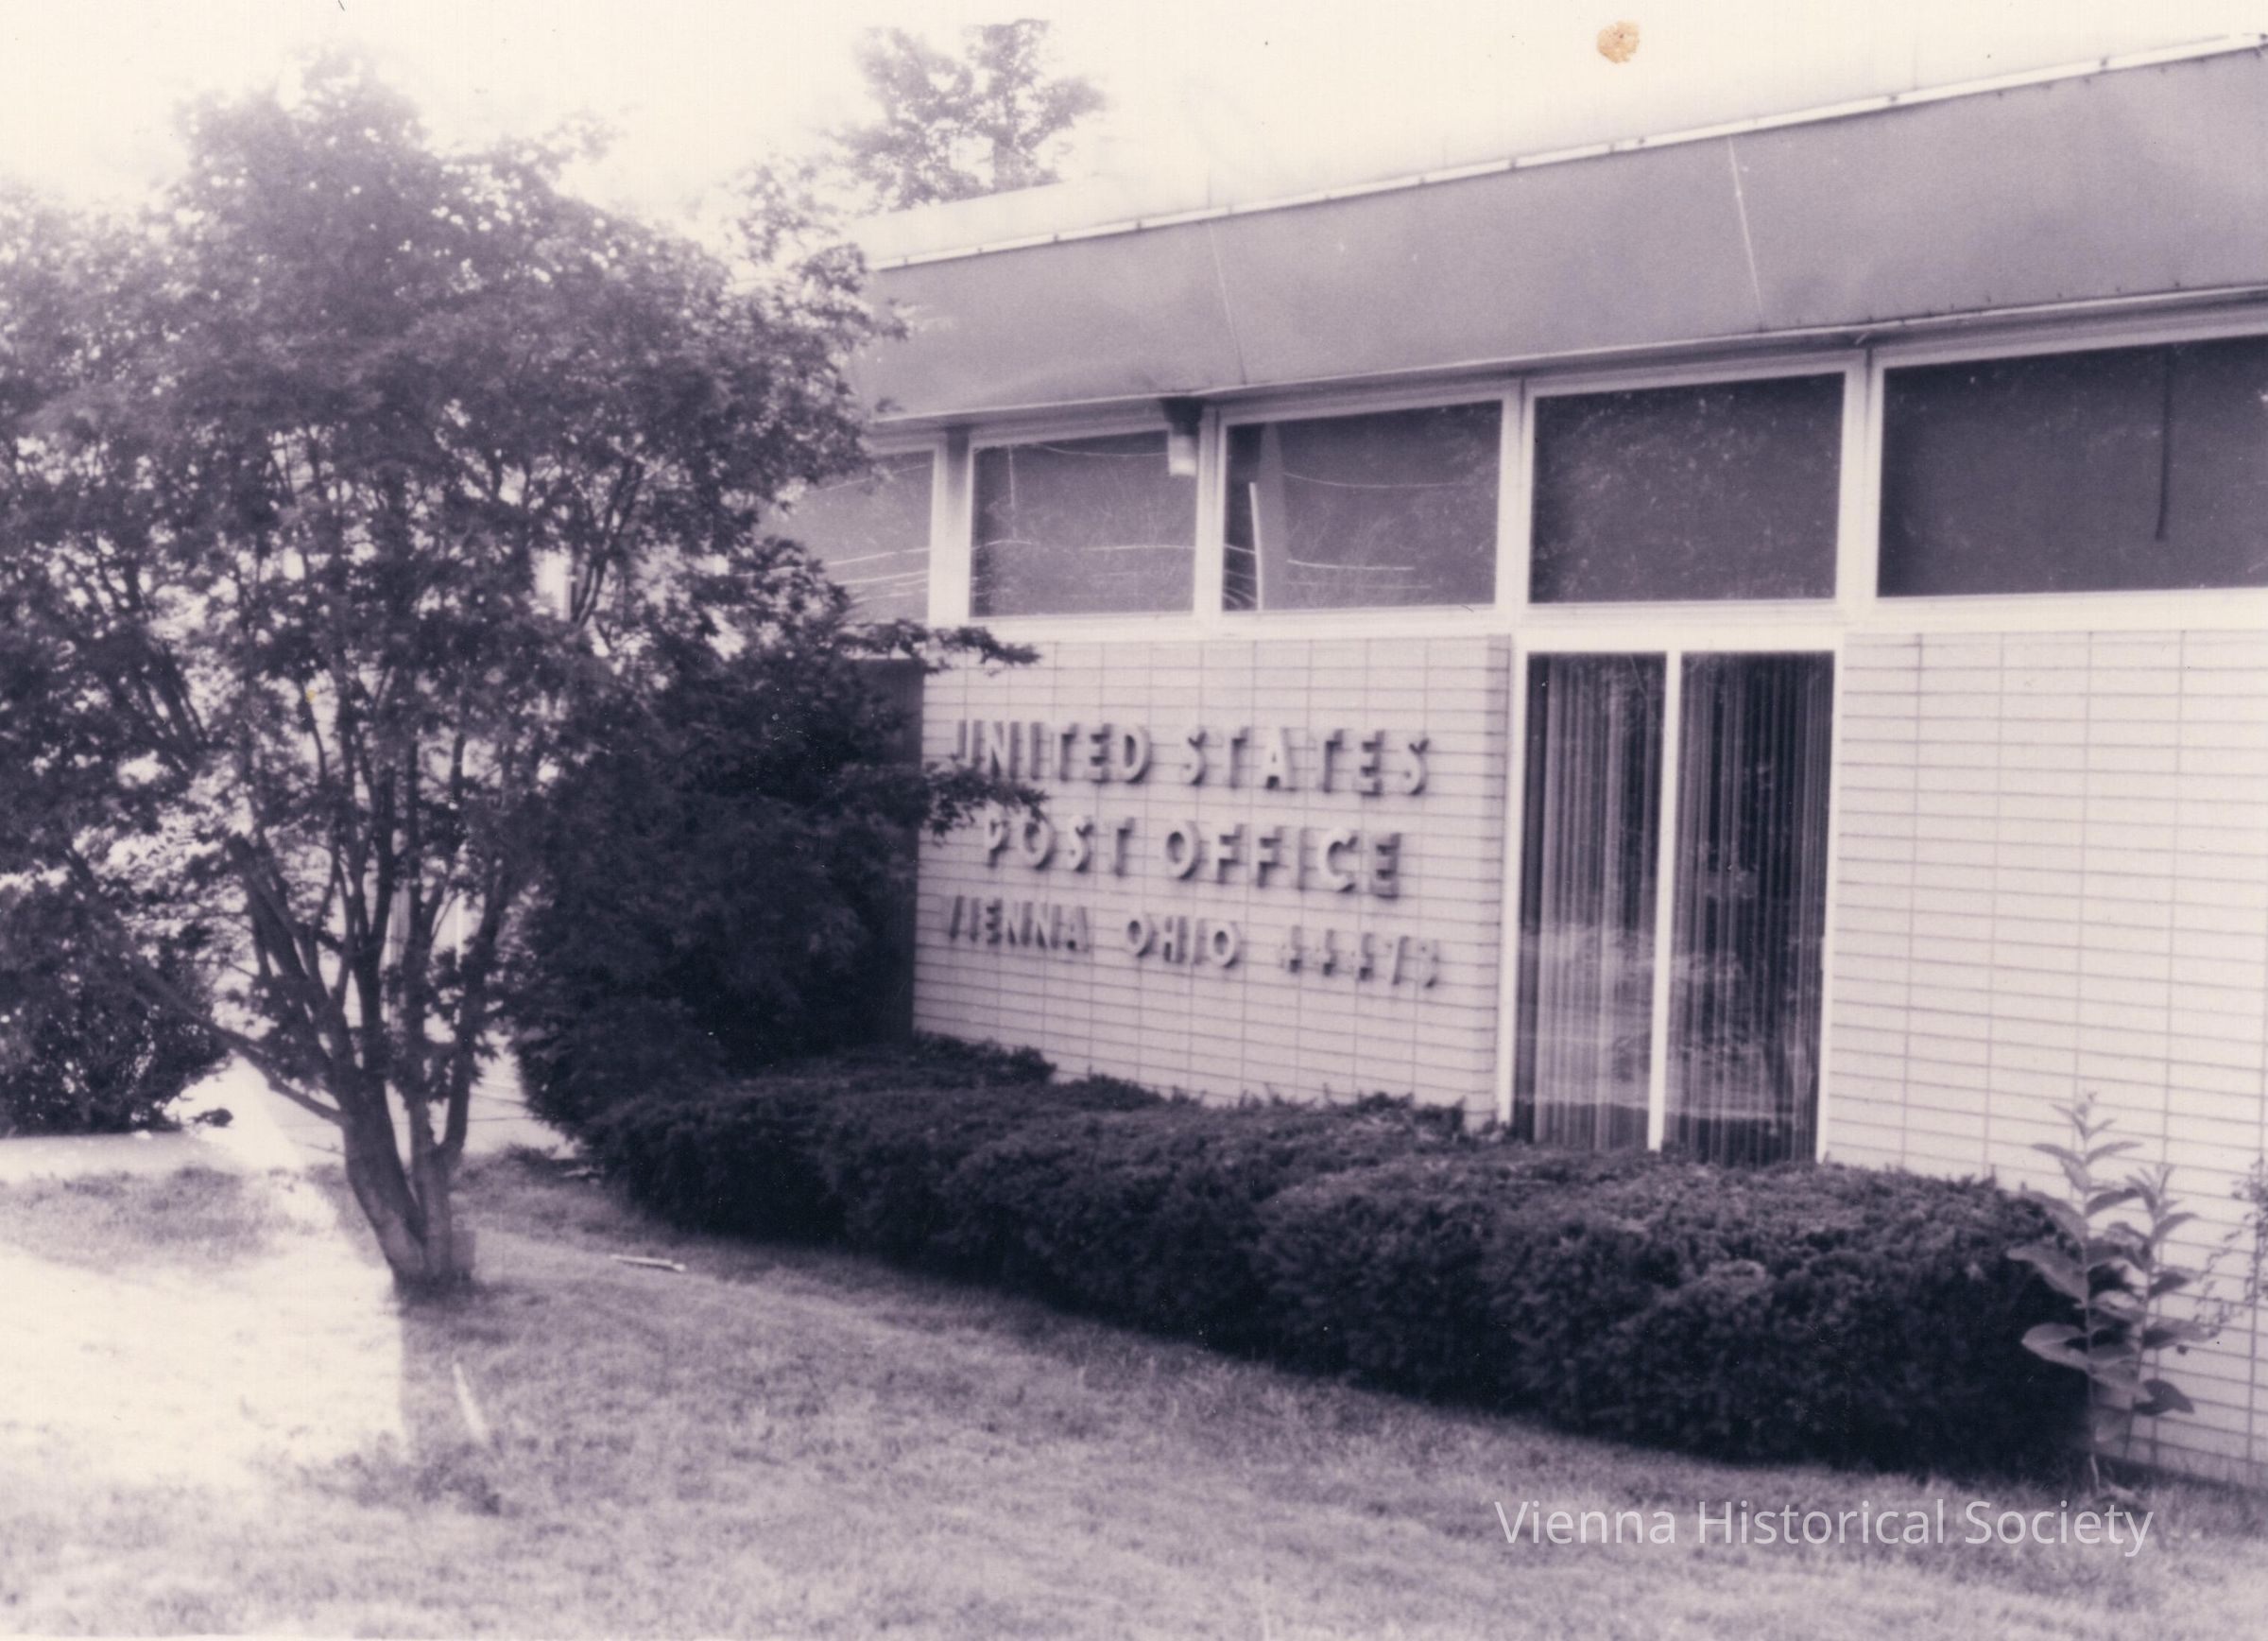 UNITED STATES
POST OFFICE
VIENNA OHIO 44473
Vienna Historical Society